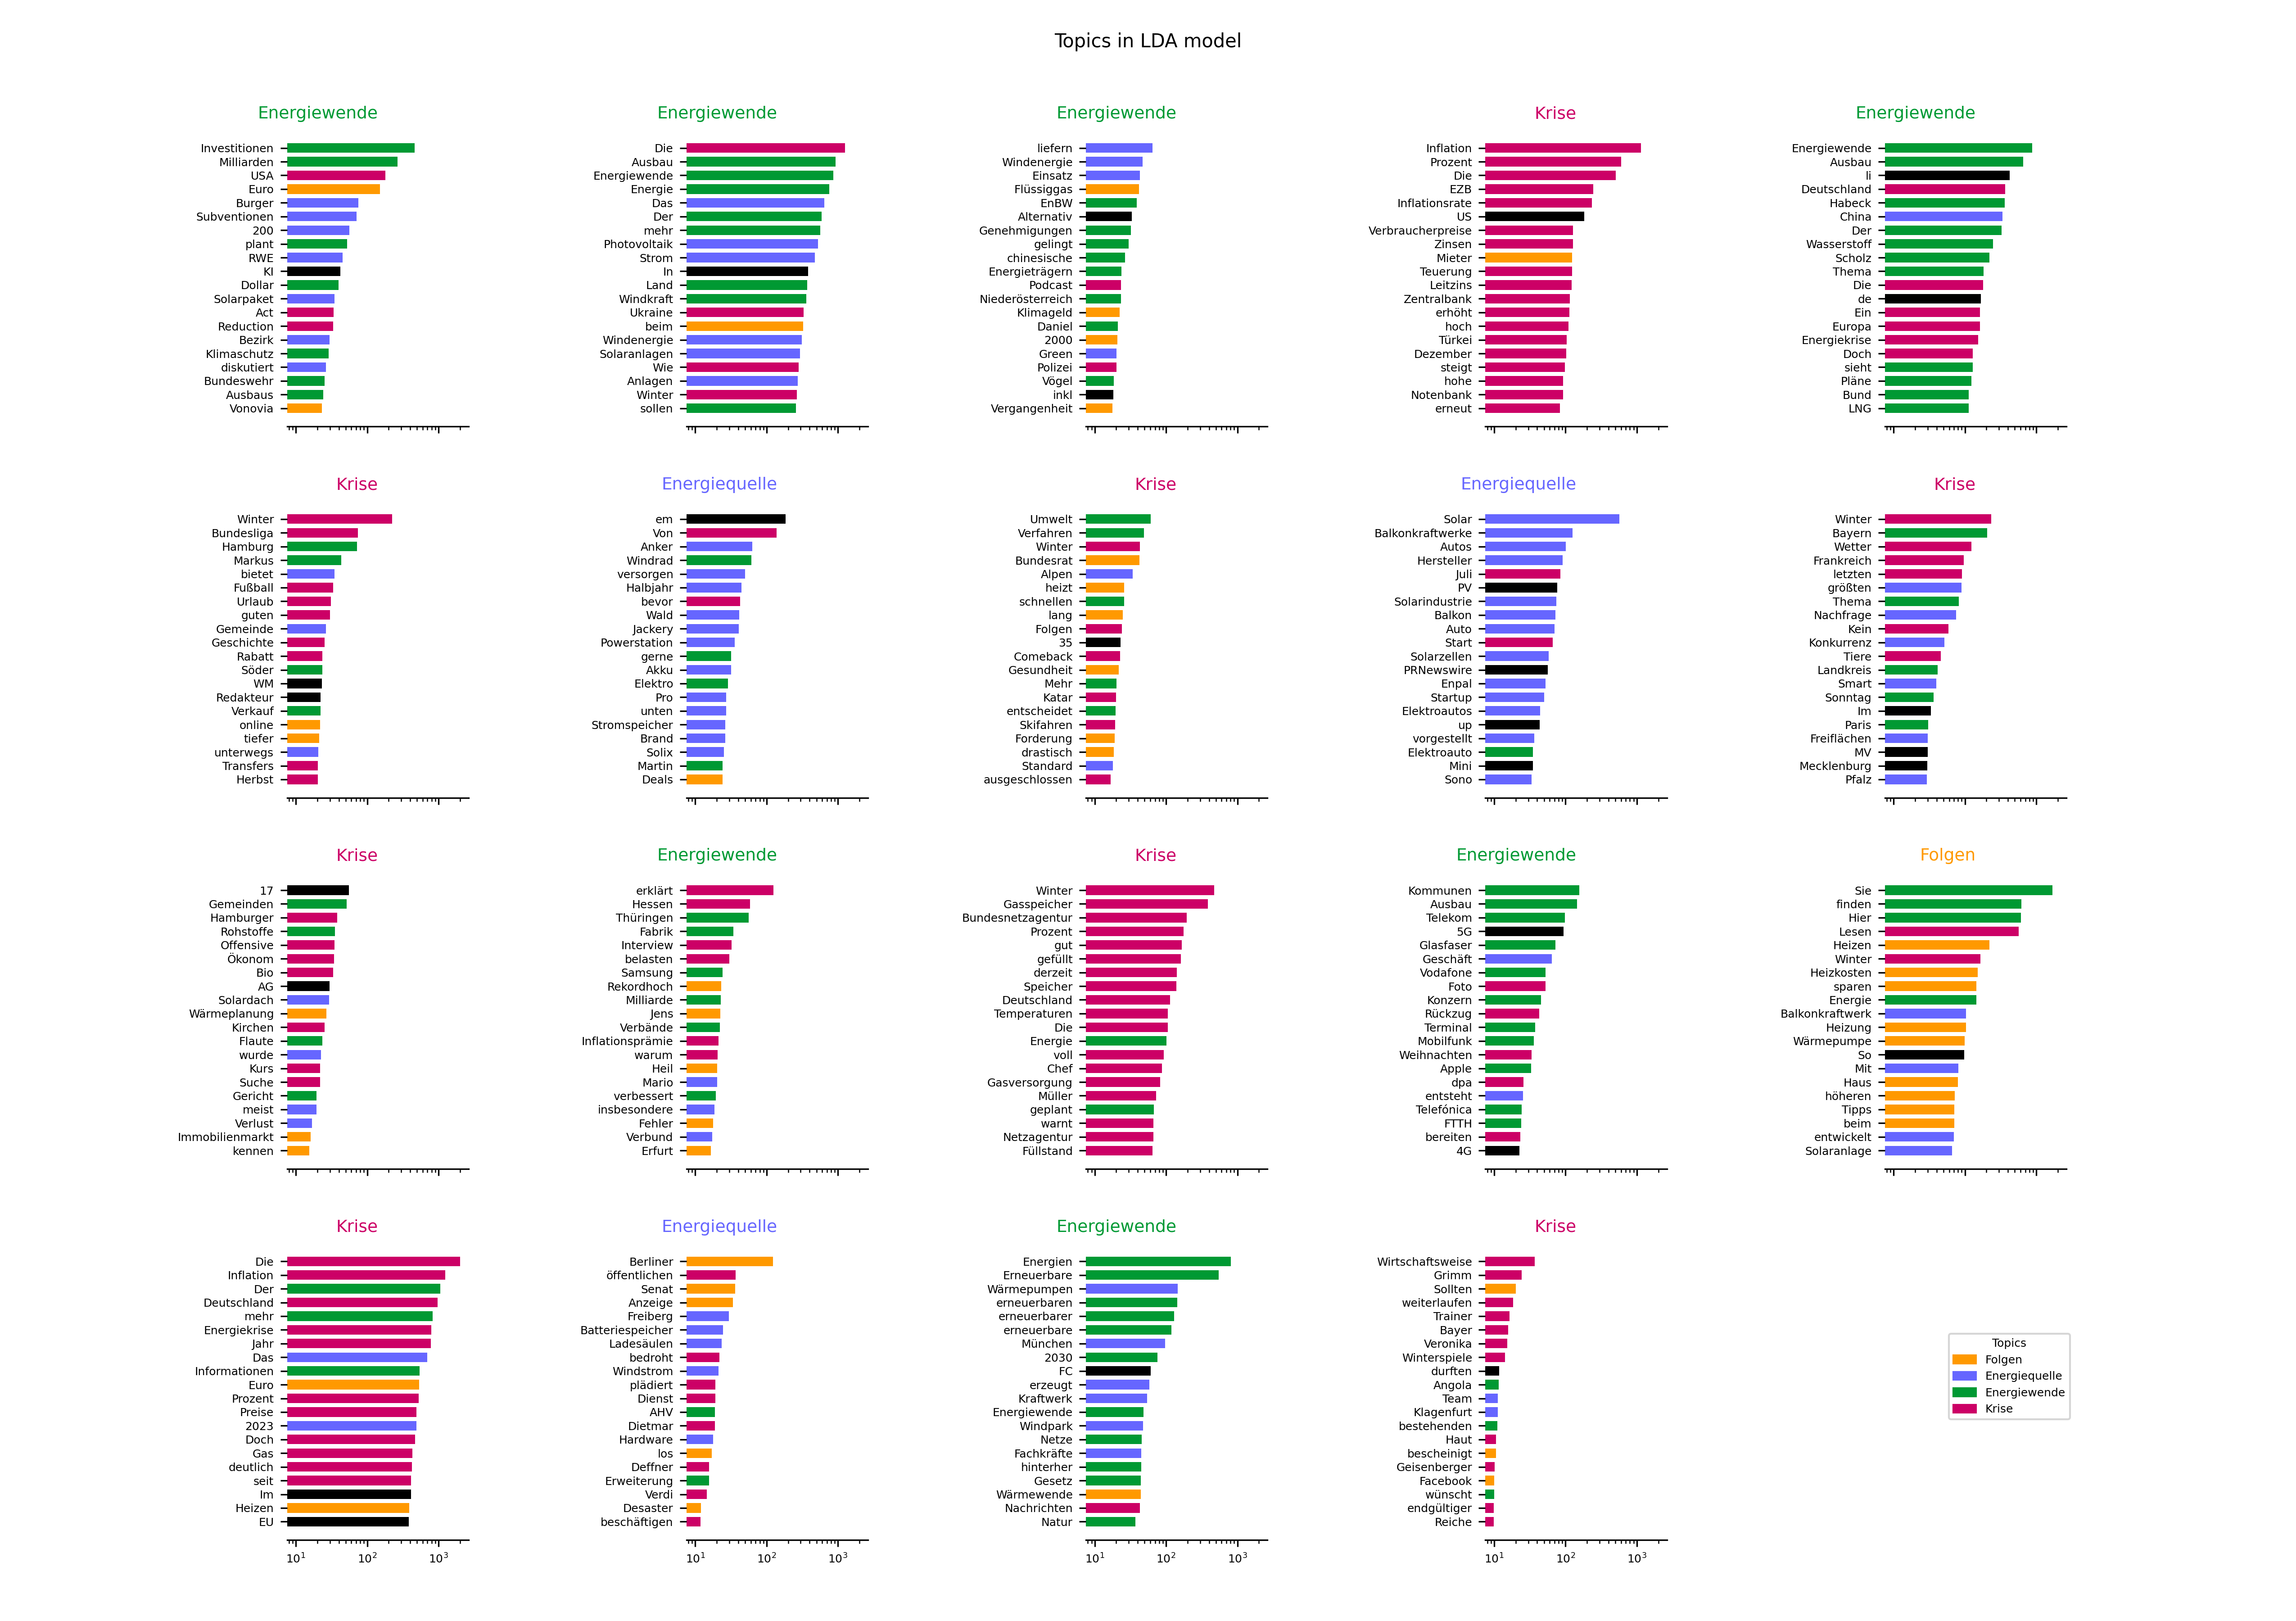 Topics in LDA model
Energiewende
Investitionen
Milliarden
USA
Euro
Burger
Subventionen
200
plant
RWE
KI
Dollar
Solarpaket
Act
Reduction
Bezirk
Klimaschutz
diskutiert
Bundeswehr
Ausbaus
Vonovia
Energiewende
Die
Ausbau
Energiewende
Energie
Das
Der
mehr
Photovoltaik
Strom
In
Land
Windkraft
Ukraine
beim
Windenergie
Solaranlagen
Wie
Anlagen
Winter
sollen
Energiewende
liefern
Windenergie
Einsatz
Flüssiggas
EnBW
Alternativ
Genehmigungen
gelingt
chinesische
Energieträgern
Podcast
Niederösterreich
Klimageld
Daniel
2000
Green
Polizei
Vögel
inkl
Vergangenheit
Krise
Inflation
Prozent
Die
EZB
Inflationsrate
US
Verbraucherpreise
Zinsen
Mieter
Teuerung
Leitzins
Zentralbank
erhöht
hoch
Türkei
Dezember
steigt
hohe
Notenbank
erneut
Energiewende
Energiewende
Ausbau
li
Deutschland
Habeck
China
Der
Wasserstoff
Scholz
Thema
Die
de
Ein
Europa
Energiekrise
Doch
sieht
Pläne
Bund
LNG
Krise
Winter
Bundesliga
Hamburg
Markus
bietet
Fußball
Urlaub
guten
Gemeinde
Geschichte
Rabatt
Söder
WM
Redakteur
Verkauf
online
tiefer
unterwegs
Transfers
Herbst
Energiequelle
em
Von
Anker
Windrad
versorgen
Halbjahr
bevor
Wald
Jackery
Powerstation
gerne
Akku
Elektro
Pro
unten
Stromspeicher
Brand
Solix
Martin
Deals
Krise
Umwelt
Verfahren
Winter
Bundesrat
Alpen
heizt
schnellen
lang
Folgen
35
Comeback
Gesundheit
Mehr
Katar
entscheidet
Skifahren
Forderung
drastisch
Standard
ausgeschlossen
Energiequelle
Solar
Balkonkraftwerke
Autos
Hersteller
Juli
PV
Solarindustrie
Balkon
Auto
Start
Solarzellen
PRNewswire
Enpal
Startup
Elektroautos
up
vorgestellt
Elektroauto
Mini
Sono
Krise
Winter
Bayern
Wetter
Frankreich
letzten
größten
Thema
Nachfrage
Kein
Konkurrenz
Tiere
Landkreis
Smart
Sonntag
Im
Paris
Freiflächen
MV
Mecklenburg
Pfalz
Krise
17
Gemeinden
Hamburger
Rohstoffe
Offensive
Ökonom
Bio
AG
Solardach
Wärmeplanung
Kirchen
Flaute
wurde
Kurs
Suche
Gericht
meist
Verlust
Immobilienmarkt
kennen
Energiewende
erklärt
Hessen
Thüringen
Fabrik
Interview
belasten
Samsung
Rekordhoch
Milliarde
Jens
Verbände
Inflationsprämie
warum
Heil
Mario
verbessert
insbesondere
Fehler
Verbund
Erfurt
Krise
Winter
Gasspeicher
Bundesnetzagentur
Prozent
gut
gefüllt
derzeit
Speicher
Deutschland
Temperaturen
Die
Energie
voll
Chef
Gasversorgung
Müller
geplant
warnt
Netzagentur
Füllstand
Energiewende
Kommunen
Ausbau
Telekom
5G
Glasfaser
Geschäft
Vodafone
Foto
Konzern
Rückzug
Terminal
Mobilfunk
Weihnachten
Apple
dpa
entsteht
Telefónica
FTTH
bereiten
4G
Folgen
Sie
finden
Hier
Lesen
Heizen
Winter
Heizkosten
sparen
Energie
Balkonkraftwerk
Heizung
Wärmepumpe
So
Mit
Haus
höheren
Tipps
beim
entwickelt
Solaranlage
Krise
Die
Inflation
Der
Deutschland
mehr
Energiekrise
Jahr
Das
Informationen
Euro
Prozent
Preise
2023
Doch
Gas
deutlich
seit
Im
Heizen
EU
10¹ 10² 10³
Energiequelle
Berliner
öffentlichen
Senat
Anzeige
Freiberg
Batteriespeicher
Ladesäulen
bedroht
Windstrom
plädiert
Dienst
AHV
Dietmar
Hardware
los
Deffner
Erweiterung
Verdi
Desaster
beschäftigen
10¹ 10² 10³
Energiewende
Energien
Erneuerbare
Wärmepumpen
erneuerbaren
erneuerbarer
erneuerbare
München
2030
FC
erzeugt
Kraftwerk
Energiewende
Windpark
Netze
Fachkräfte
hinterher
Gesetz
Wärmewende
Nachrichten
Natur
10¹ 10² 10³
Krise
Wirtschaftsweise
Grimm
Sollten
weiterlaufen
Trainer
Bayer
Veronika
Winterspiele
durften
Angola
Team
Klagenfurt
bestehenden
Haut
bescheinigt
Geisenberger
Facebook
wünscht
endgültiger
Reiche
10¹ 10² 10³
Topics
Folgen
Energiequelle
Energiewende
Krise